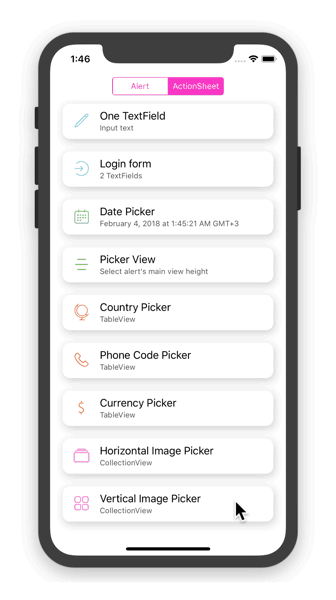 1:46
Alert ActionSheet
One TextField
Input text
Login form
2 TextFields
Date Picker
February 4, 2018 at 1:45:21 AM GMT+3
Picker View
Select alert's main view height
Country Picker
TableView
Phone Code Picker
TableView
Currency Picker
TableView
Horizontal Image Picker
CollectionView
Vertical Image Picker
CollectionView